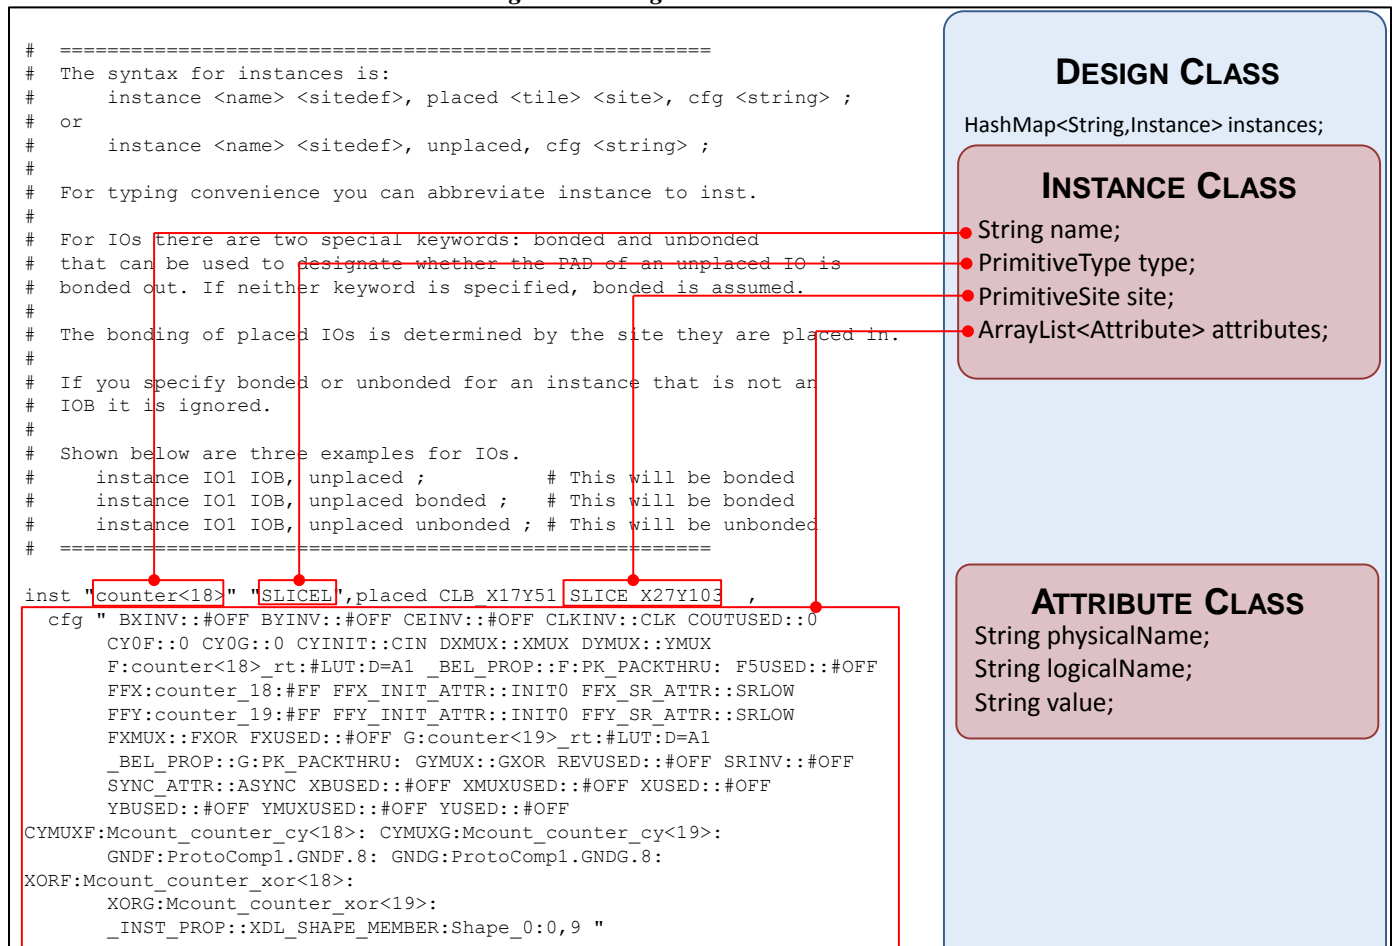 # =======================================================
# The syntax for instances is:
# instance <name> <sitedef>, placed <tile> <site>, cfg <string> ;
# or
# instance <name> <sitedef>, unplaced, cfg <string> ;
#
# For typing convenience you can abbreviate instance to inst.
#
# For IOs there are two special keywords: bonded and unbonded
# that can be used to designate whether the PAD of an unplaced IO is
# bonded out. If neither keyword is specified, bonded is assumed.
#
# The bonding of placed IOs is determined by the site they are placed in.
#
# If you specify bonded or unbonded for an instance that is not an
# IOB it is ignored.
#
# Shown below are three examples for IOs.
# instance IO1 IOB, unplaced ; # This will be bonded
# instance IO1 IOB, unplaced bonded ; # This will be bonded
# instance IO1 IOB, unplaced unbonded ; # This will be unbonded
# =======================================================
inst "counter<18>" "SLICEL",placed CLB_X17Y51 SLICE_X27Y103 ,
cfg " BXINV::#OFF BYINV::#OFF CEINV::#OFF CLKINV::CLK COUTUSED::0
CY0F::0 CY0G::0 CYINIT::CIN DXMUX::XMUX DYMUX::YMUX
F:counter<18>_rt:#LUT:D=A1 _BEL_PROP::F:PK_PACKTHRU: F5USED::#OFF
FFX:counter_18:#FF FFX_INIT_ATTR::INIT0 FFX_SR_ATTR::SRLOW
FFY:counter_19:#FF FFY_INIT_ATTR::INIT0 FFY_SR_ATTR::SRLOW
FXMUX::FXOR FXUSED::#OFF G:counter<19>_rt:#LUT:D=A1
_BEL_PROP::G:PK_PACKTHRU: GYMUX::GXOR REVUSED::#OFF SRINV::#OFF
SYNC_ATTR::ASYNC XBUSED::#OFF XMUXUSED::#OFF XUSED::#OFF
YBUSED::#OFF YMUXUSED::#OFF YUSED::#OFF
CYMUXF:Mcount_counter_cy<18>: CYMUXG:Mcount_counter_cy<19>:
GNDF:ProtoComp1.GNDF.8: GNDG:ProtoComp1.GNDG.8:
XORF:Mcount_counter_xor<18>:
XORG:Mcount_counter_xor<19>:
_INST_PROP::XDL_SHAPE_MEMBER:Shape_0:0,9 "
DESIGN CLASS
HashMap<String,Instance> instances;
INSTANCE CLASS
String name;
PrimitiveType type;
PrimitiveSite site;
ArrayList<Attribute> attributes;
ATTRIBUTE CLASS
String physicalName;
String logicalName;
String value;